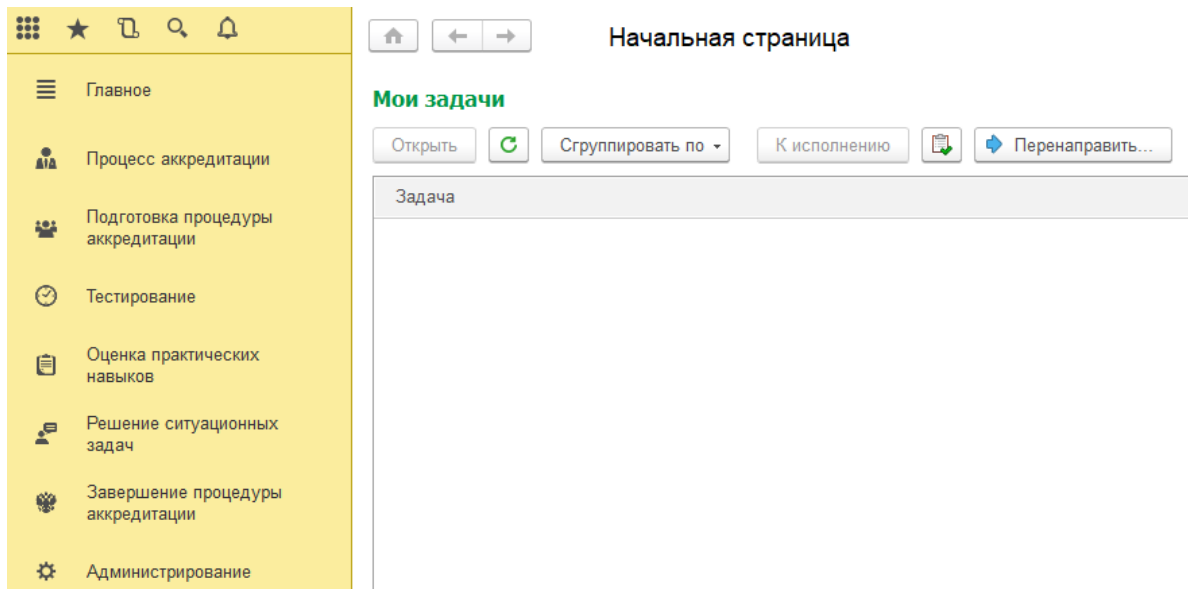 Начальная страница
Главное
Процесс аккредитации
Подготовка процедуры
аккредитации
Тестирование
Оценка практических
навыков
Решение ситуационных
задач
Завершение процедуры
аккредитации
Администрирование
Мои задачи
Открыть Сгруппировать по К исполнению Перенаправить...
Задача